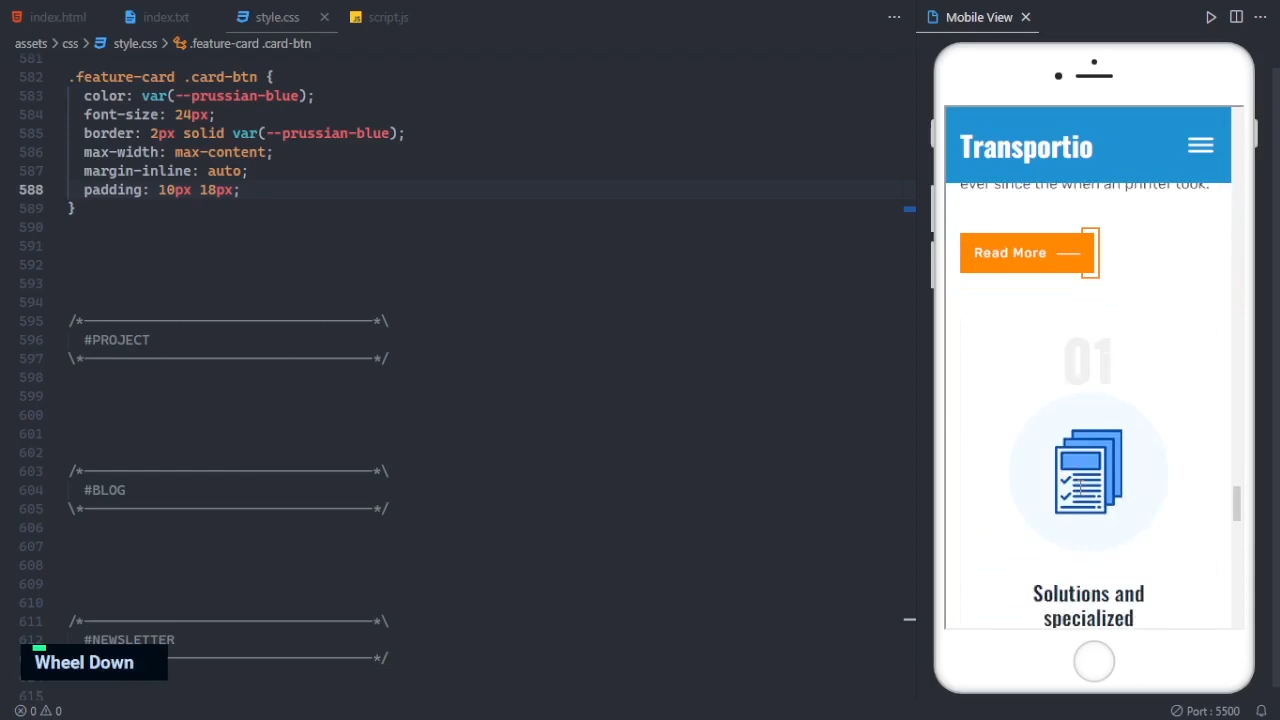 index.html
index.txt
style.css
script.js
Mobile View
assets > css > style.css > .feature-card .card-btn
581
582 .feature-card .card-btn {
583 color: var(--prussian-blue);
584 font-size: 24px;
585 border: 2px solid var(--prussian-blue);
586 max-width: max-content;
587 margin-inline: auto;
588 padding: 10px 18px;
589 }
590
591
592
593
594
595 /*-----------------------------------*\
596 #PROJECT
597 \*-----------------------------------*/
598
599
600
601
602
603 /*-----------------------------------*\
604 #BLOG
605 \*-----------------------------------*/
606
607
608
609
610
611 /*-----------------------------------*\
612 #NEWSLETTER
-----------------------------------*/
615
Wheel Down
0 0
Port : 5500
Transportio
ever since the when an printer took.
Read More
01
Solutions and
specialized